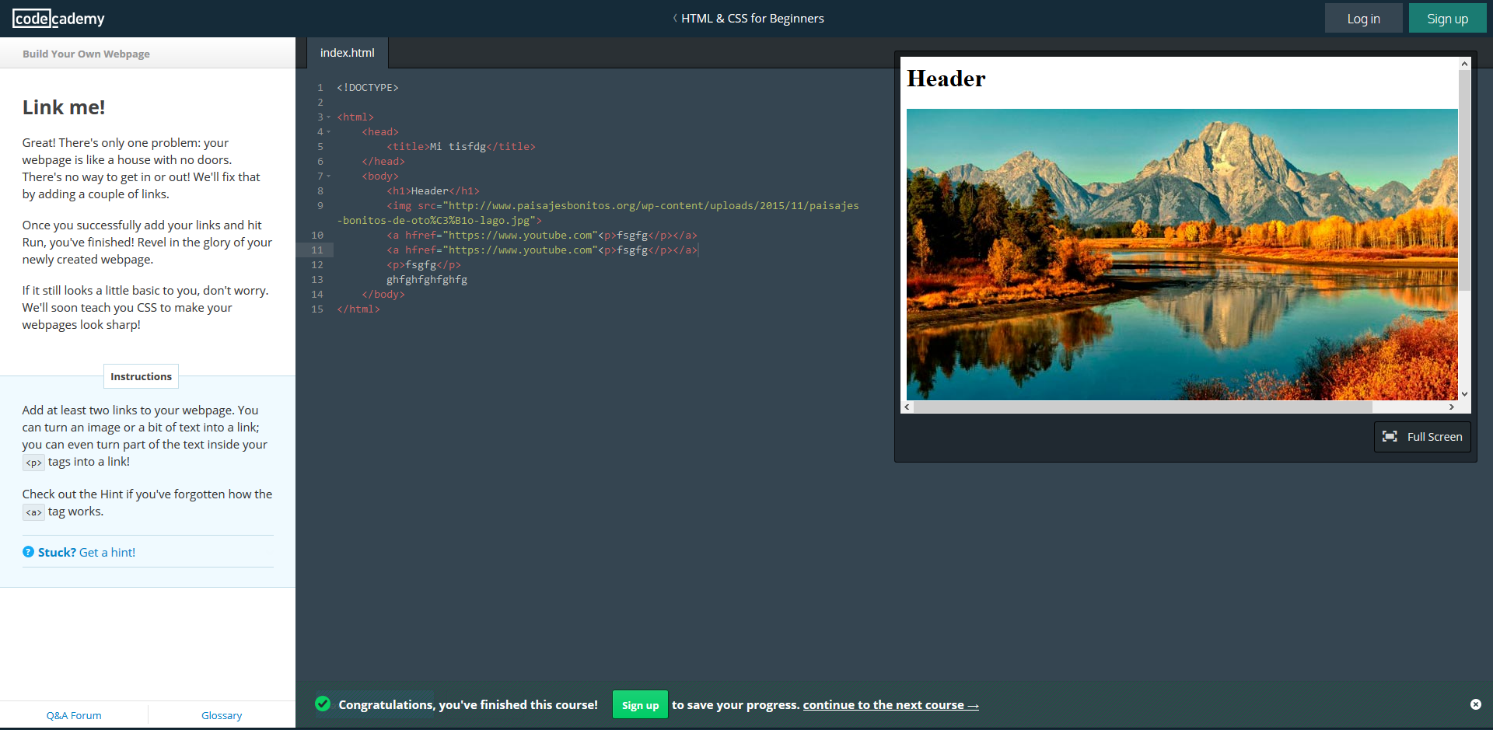 codecademy
〈 HTML & CSS for Beginners
Log in
Sign up
Build Your Own Webpage
Link me!
Great! There's only one problem: your
webpage is like a house with no doors.
There's no way to get in or out! We'll fix that
by adding a couple of links.
Once you successfully add your links and hit
Run, you've finished! Revel in the glory of your
newly created webpage.
If it still looks a little basic to you, don't worry.
We'll soon teach you CSS to make your
webpages look sharp!
Instructions
Add at least two links to your webpage. You
can turn an image or a bit of text into a link;
you can even turn part of the text inside your
<p> tags into a link!
Check out the Hint if you've forgotten how the
<a> tag works.
? Stuck? Get a hint!
Q&A Forum
Glossary
index.html
1 <!DOCTYPE>
2
3 <html>
4 <head>
5 <title>Mi tisfdg</title>
6 </head>
7 <body>
8 <h1>Header</h1>
9 <img src="http://www.paisajesbonitos.org/wp-content/uploads/2015/11/paisajes
-bonitos-de-oto%C3%B1o-lago.jpg">
10 <a hfref="https://www.youtube.com"<p>fsgfg</p></a>
11 <a hfref="https://www.youtube.com"<p>fsgfg</p></a>
12 <p>fsgfg</p>
13 ghfghfghfghfg
14 </body>
15 </html>
Header
Full Screen
Congratulations, you've finished this course! Sign up to save your progress. continue to the next course →